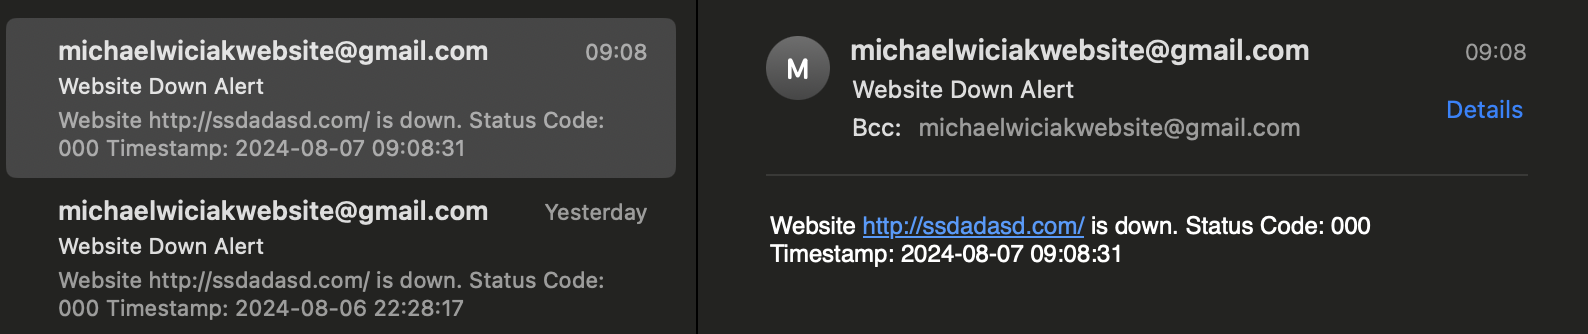 michaelwiciakwebsite@gmail.com 09:08
Website Down Alert
Website http://ssdadasd.com/ is down. Status Code:
000 Timestamp: 2024-08-07 09:08:31
michaelwiciakwebsite@gmail.com Yesterday
Website Down Alert
Website http://ssdadasd.com/ is down. Status Code:
000 Timestamp: 2024-08-06 22:28:17
M
michaelwiciakwebsite@gmail.com 09:08
Website Down Alert
Details
Bcc: michaelwiciakwebsite@gmail.com
Website http://ssdadasd.com/ is down. Status Code: 000
Timestamp: 2024-08-07 09:08:31